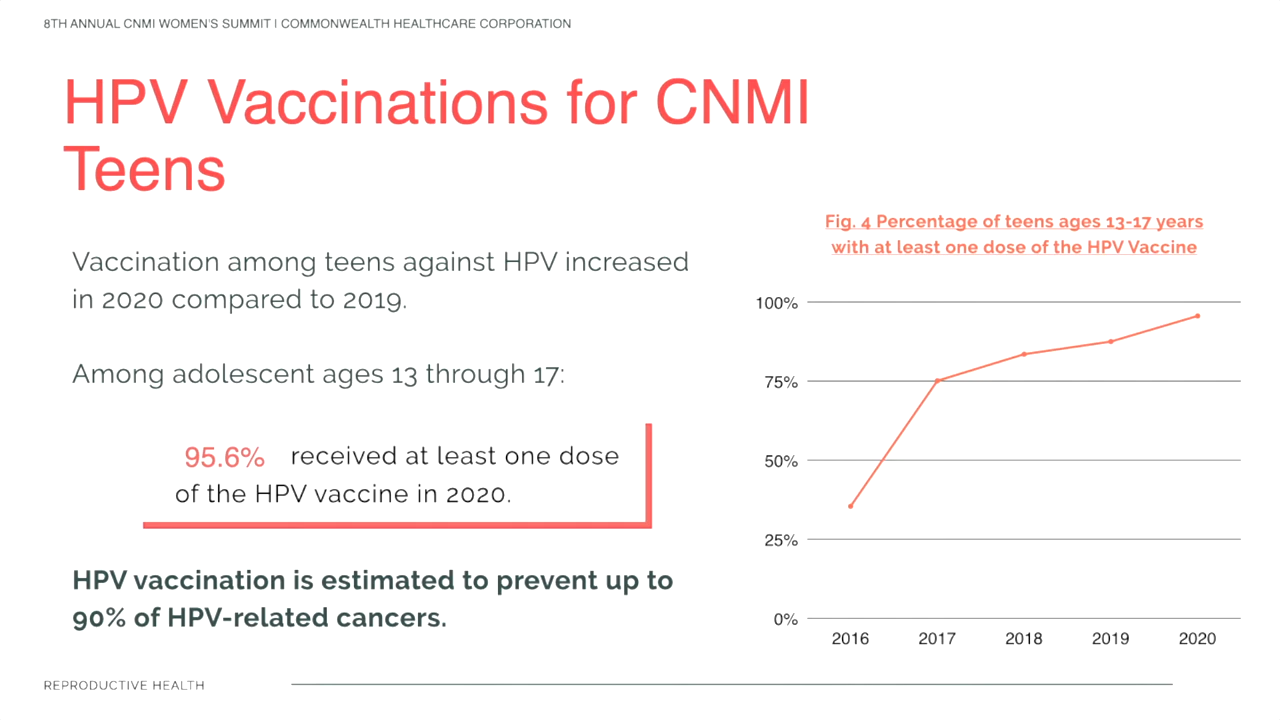 8TH ANNUAL CNMI WOMEN'S SUMMIT | COMMONWEALTH HEALTHCARE CORPORATION
HPV Vaccinations for CNMI
Teens
Vaccination among teens against HPV increased
in 2020 compared to 2019.
Among adolescent ages 13 through 17:
95.6% received at least one dose
of the HPV vaccine in 2020.
HPV vaccination is estimated to prevent up to
90% of HPV-related cancers.
Fig. 4 Percentage of teens ages 13-17 years
with at least one dose of the HPV Vaccine
100%
75%
50%
25%
0%
2016 2017 2018 2019 2020
REPRODUCTIVE HEALTH